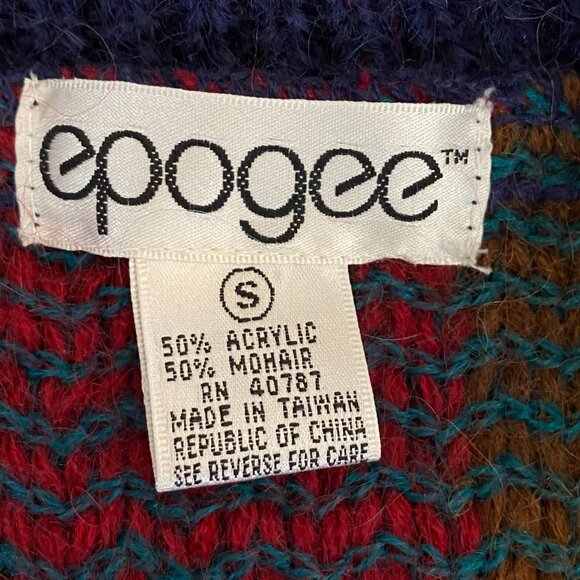 epogee™
S
50% ACRYLIC
50% MOHAIR
RN 40787
MADE IN TAIWAN
REPUBLIC OF CHINA
SEE REVERSE FOR CARE